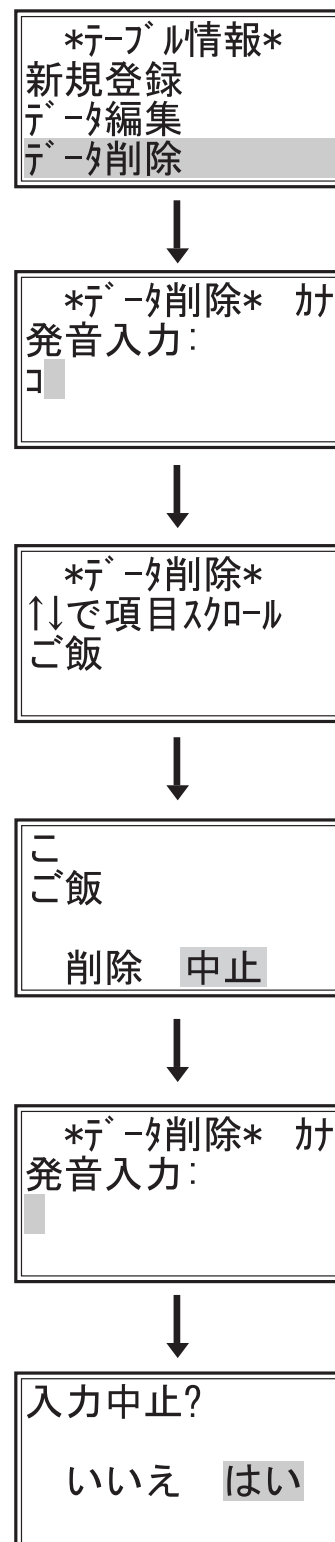 *ﾃｰﾌﾞﾙ情報*
新規登録
ﾃﾞｰﾀ編集
ﾃﾞｰﾀ削除
*ﾃﾞｰﾀ削除* ｶﾅ
発音入力:
ｺ
*ﾃﾞｰﾀ削除*
↑↓で項目ｽｸﾛｰﾙ
ご飯
こ
ご飯
削除 中止
*ﾃﾞｰﾀ削除* ｶﾅ
発音入力:
入力中止?
いいえ はい